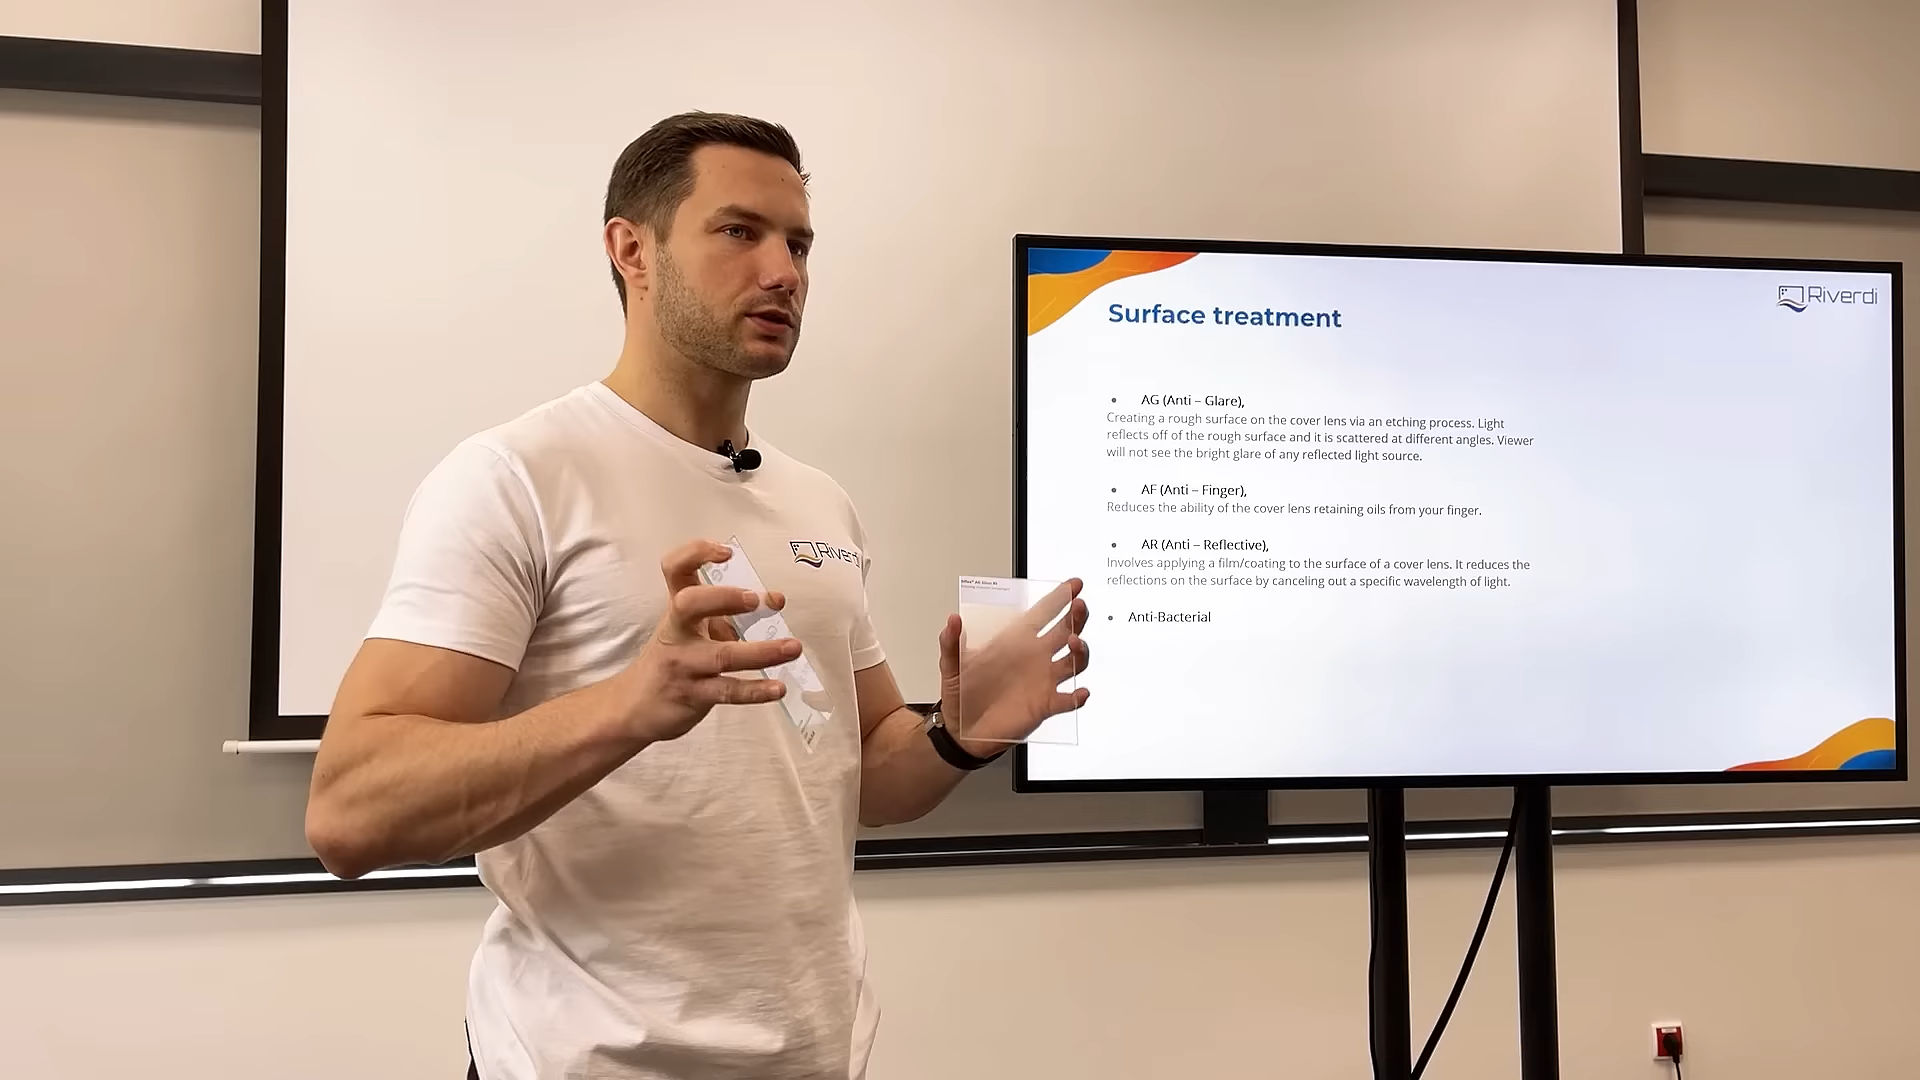 Riverdi
Surface treatment
AG (Anti – Glare),
Creating a rough surface on the cover lens via an etching process. Light
reflects off of the rough surface and it is scattered at different angles. Viewer
will not see the bright glare of any reflected light source.
AF (Anti – Finger),
Reduces the ability of the cover lens retaining oils from your finger.
AR (Anti – Reflective),
Involves applying a film/coating to the surface of a cover lens. It reduces the
reflections on the surface by canceling out a specific wavelength of light.
Anti-Bacterial
Riverdi